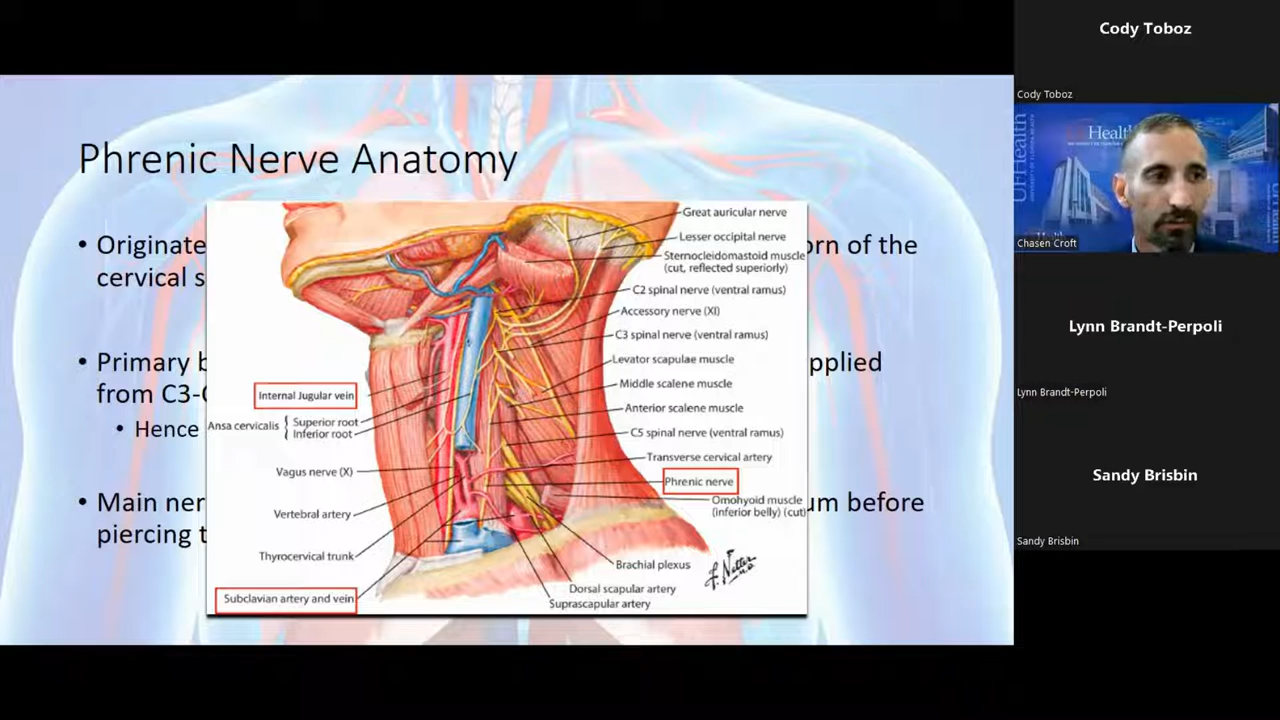 Phrenic Nerve Anatomy
• Originate
orn of the
cervical s
• Primary b
pplied
from C3-C
• Hence
• Main ner
um before
piercing t
Great auricular nerve
Lesser occipital nerve
Sternocleidomastoid muscle
(cut, reflected superiorly)
C2 spinal nerve (ventral ramus)
Accessory nerve (XI)
C3 spinal nerve (ventral ramus)
Levator scapulae muscle
Middle scalene muscle
Anterior scalene muscle
C5 spinal nerve (ventral ramus)
Transverse cervical artery
Phrenic nerve
Omohyoid muscle
(inferior belly) (cut)
Brachial plexus
Dorsal scapular artery
Suprascapular artery
Internal Jugular vein
Ansa cervicalis { Superior root
Inferior root
Vagus nerve (X)
Vertebral artery
Thyrocervical trunk
Subclavian artery and vein
F. Netter
M.D.
Cody Toboz
Cody Toboz
UFHealth
Health
Chasen Croft
Lynn Brandt-Perpoli
Lynn Brandt-Perpoli
Sandy Brisbin
Sandy Brisbin